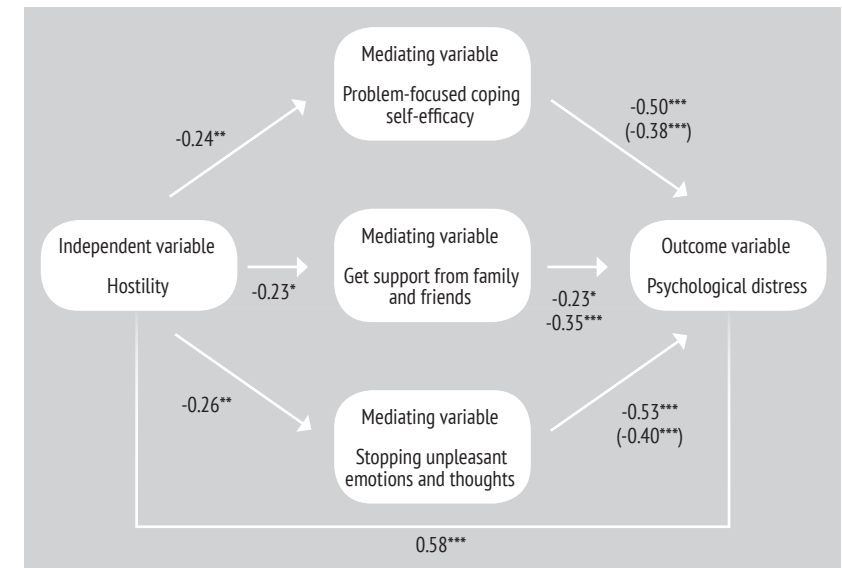 Mediating variable
Problem-focused coping
self-efficacy
-0.50***
(-0.38***)
-0.24**
Independent variable
Hostility
-0.23*
Mediating variable
Get support from family
and friends
-0.23*
-0.35***
Outcome variable
Psychological distress
-0.26**
Mediating variable
Stopping unpleasant
emotions and thoughts
-0.53***
(-0.40***)
0.58***